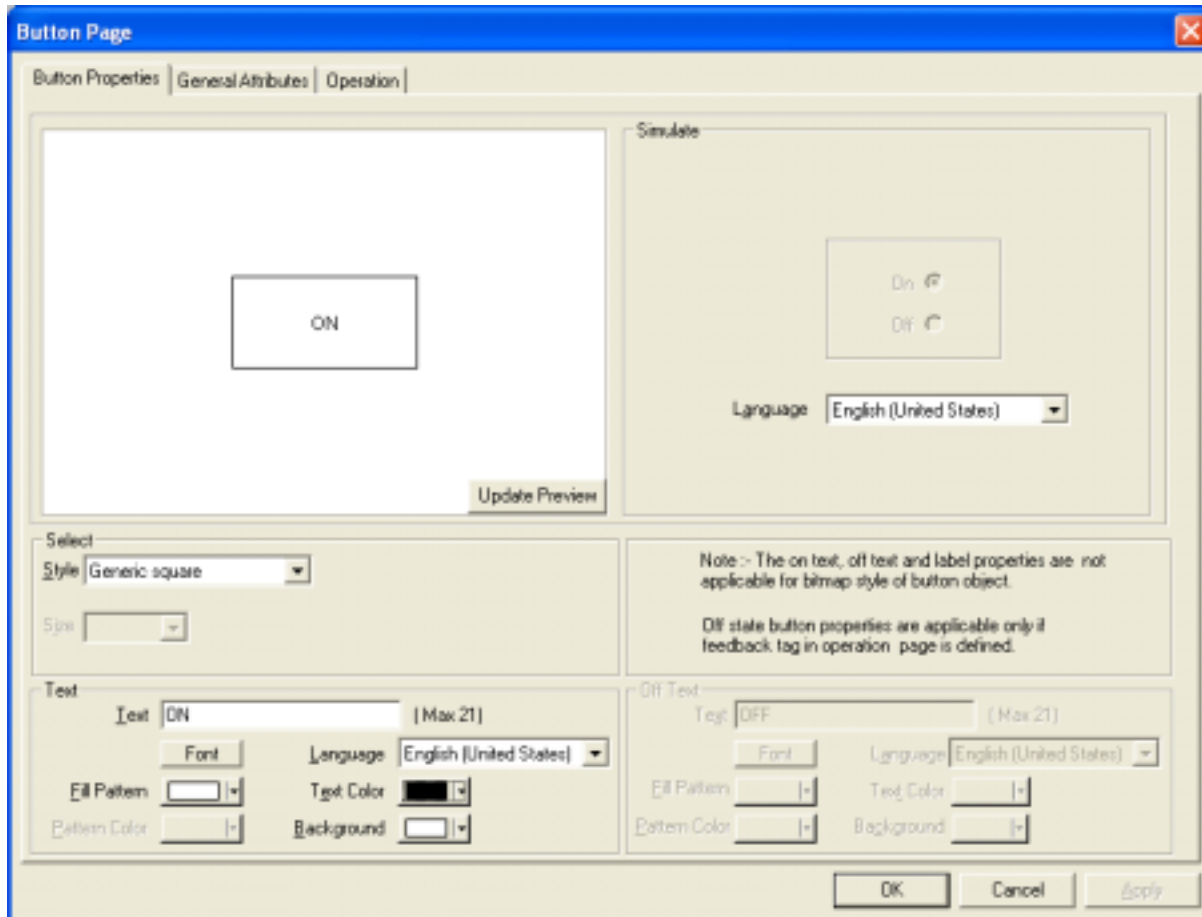 Button Page
Button Properties General Attributes Operation
Simulate
ON
On
Off
Language English (United States)
Update Preview
Select
Style Generic square
Size
Note :- The on text, off text and label properties are not
applicable for bitmap style of button object.
Off state button properties are applicable only if
feedback tag in operation page is defined.
Text
Text ON (Max 21)
Font Language English (United States)
Fill Pattern Text Color
Pattern Color Background
Off Text
Text OFF (Max 21)
Font Language English (United States)
Fill Pattern Text Color
Pattern Color Background
OK Cancel Apply